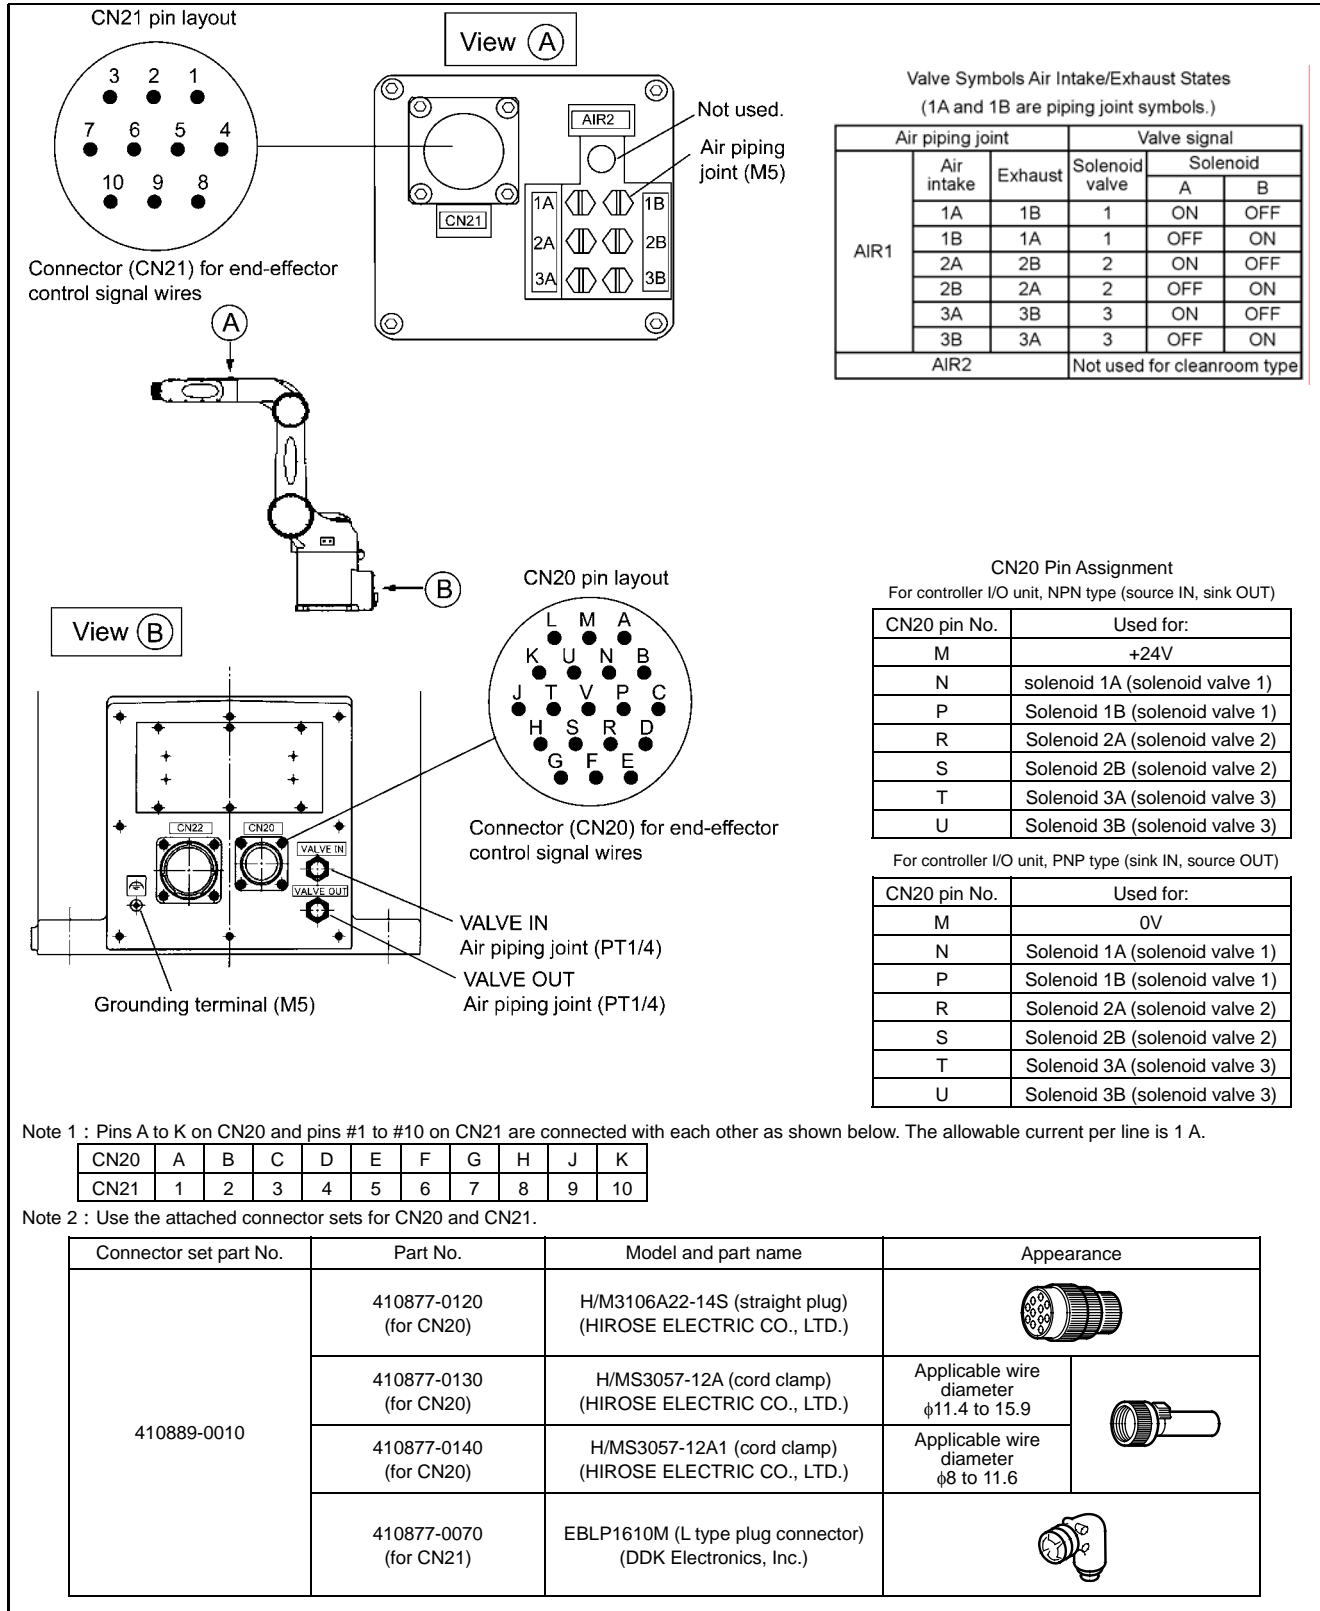 CN21 pin layout
3 2 1
7 6 5 4
10 9 8
Connector (CN21) for end-effector
control signal wires
View A
AIR2
Not used.
Air piping
joint (M5)
CN21
1A 1B
2A 2B
3A 3B
Valve Symbols Air Intake/Exhaust States
(1A and 1B are piping joint symbols.)
Air piping joint Valve signal
Air intake Exhaust Solenoid valve Solenoid
A B
AIR1
1A 1B 1 ON OFF
1B 1A 1 OFF ON
2A 2B 2 ON OFF
2B 2A 2 OFF ON
3A 3B 3 ON OFF
3B 3A 3 OFF ON
AIR2 Not used for cleanroom type
A
B
View B
CN22
CN20
VALVE IN
VALVE OUT
Grounding terminal (M5)
VALVE IN
Air piping joint (PT1/4)
VALVE OUT
Air piping joint (PT1/4)
CN20 pin layout
L M A
K U N B
J T V P C
H S R D
G F E
Connector (CN20) for end-effector
control signal wires
CN20 Pin Assignment
For controller I/O unit, NPN type (source IN, sink OUT)
CN20 pin No. Used for:
M +24V
N solenoid 1A (solenoid valve 1)
P Solenoid 1B (solenoid valve 1)
R Solenoid 2A (solenoid valve 2)
S Solenoid 2B (solenoid valve 2)
T Solenoid 3A (solenoid valve 3)
U Solenoid 3B (solenoid valve 3)
For controller I/O unit, PNP type (sink IN, source OUT)
CN20 pin No. Used for:
M 0V
N Solenoid 1A (solenoid valve 1)
P Solenoid 1B (solenoid valve 1)
R Solenoid 2A (solenoid valve 2)
S Solenoid 2B (solenoid valve 2)
T Solenoid 3A (solenoid valve 3)
U Solenoid 3B (solenoid valve 3)
Note 1 : Pins A to K on CN20 and pins #1 to #10 on CN21 are connected with each other as shown below. The allowable current per line is 1 A.
CN20 A B C D E F G H J K
CN21 1 2 3 4 5 6 7 8 9 10
Note 2 : Use the attached connector sets for CN20 and CN21.
Connector set part No. Part No. Model and part name Appearance
410889-0010
410877-0120 H/M3106A22-14S (straight plug)
(for CN20) (HIROSE ELECTRIC CO., LTD.)
410877-0130 H/MS3057-12A (cord clamp)
(for CN20) (HIROSE ELECTRIC CO., LTD.)
Applicable wire
diameter
φ11.4 to 15.9
410877-0140 H/MS3057-12A1 (cord clamp)
(for CN20) (HIROSE ELECTRIC CO., LTD.)
Applicable wire
diameter
φ8 to 11.6
410877-0070 EBLP1610M (L type plug connector)
(for CN21) (DDK Electronics, Inc.)